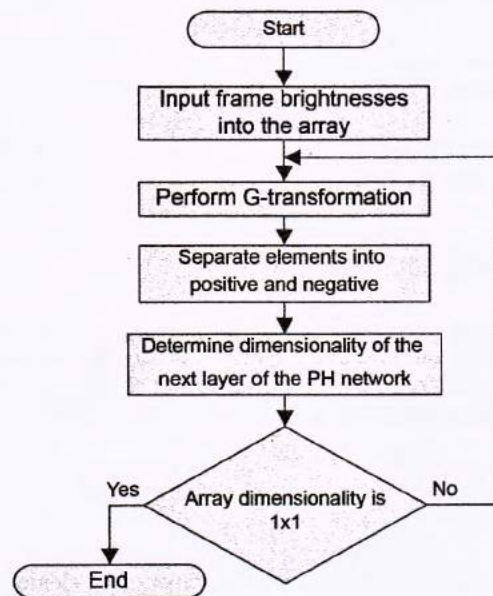 Start
Input frame brightnesses
into the array
Perform G-transformation
Separate elements into
positive and negative
Determine dimensionality of the
next layer of the PH network
Array dimensionality is
1x1
Yes
No
End